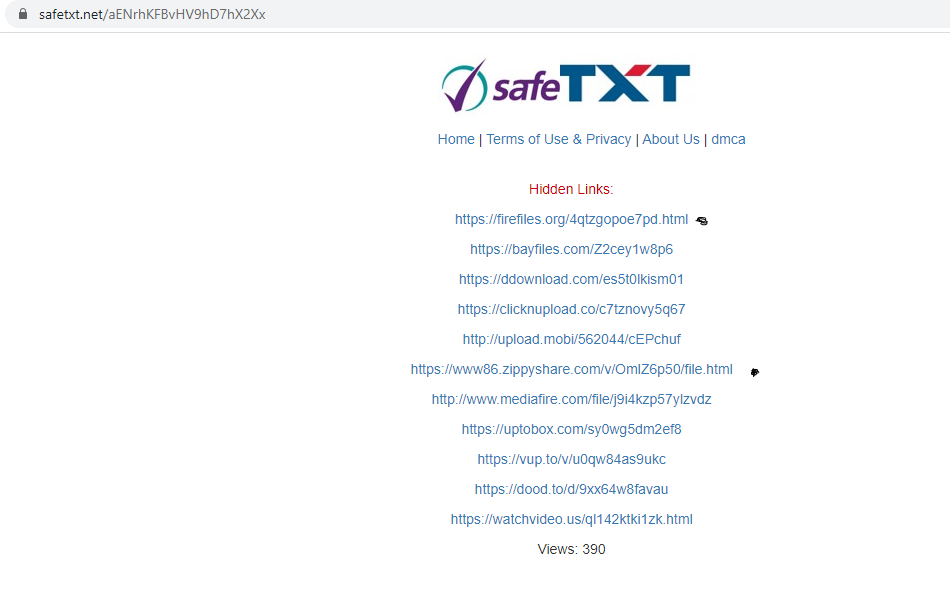 safetxt.net/aENrhKFBvHV9hD7hX2Xx
safeTXT
Home | Terms of Use & Privacy | About Us | dmca
Hidden Links:
https://firefiles.org/4qtzgopoe7pd.html
https://bayfiles.com/Z2cey1w8p6
https://ddownload.com/es5t0lkism01
https://clicknupload.co/c7tznovy5q67
http://upload.mobi/562044/cEPchuf
https://www86.zippyshare.com/v/OmlZ6p50/file.html
http://www.mediafire.com/file/j9i4kzp57ylzvdz
https://uptobox.com/sy0wg5dm2ef8
https://vup.to/v/u0qw84as9ukc
https://dood.to/d/9xx64w8favau
https://watchvideo.us/ql142ktki1zk.html
Views: 390